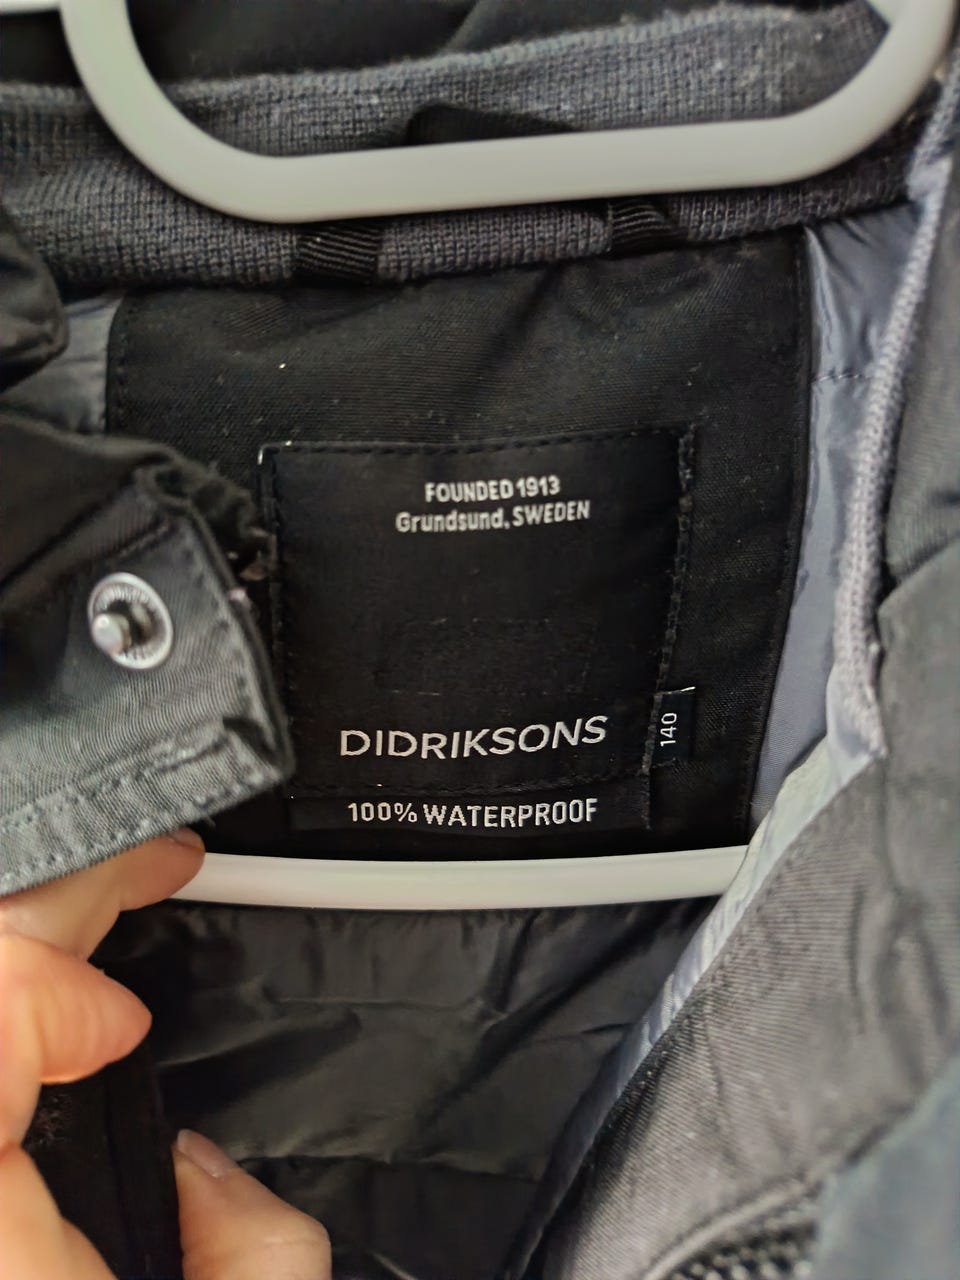 FOUNDED 1913
Grundsund, SWEDEN
DIDRIKSONS
140
100% WATERPROOF